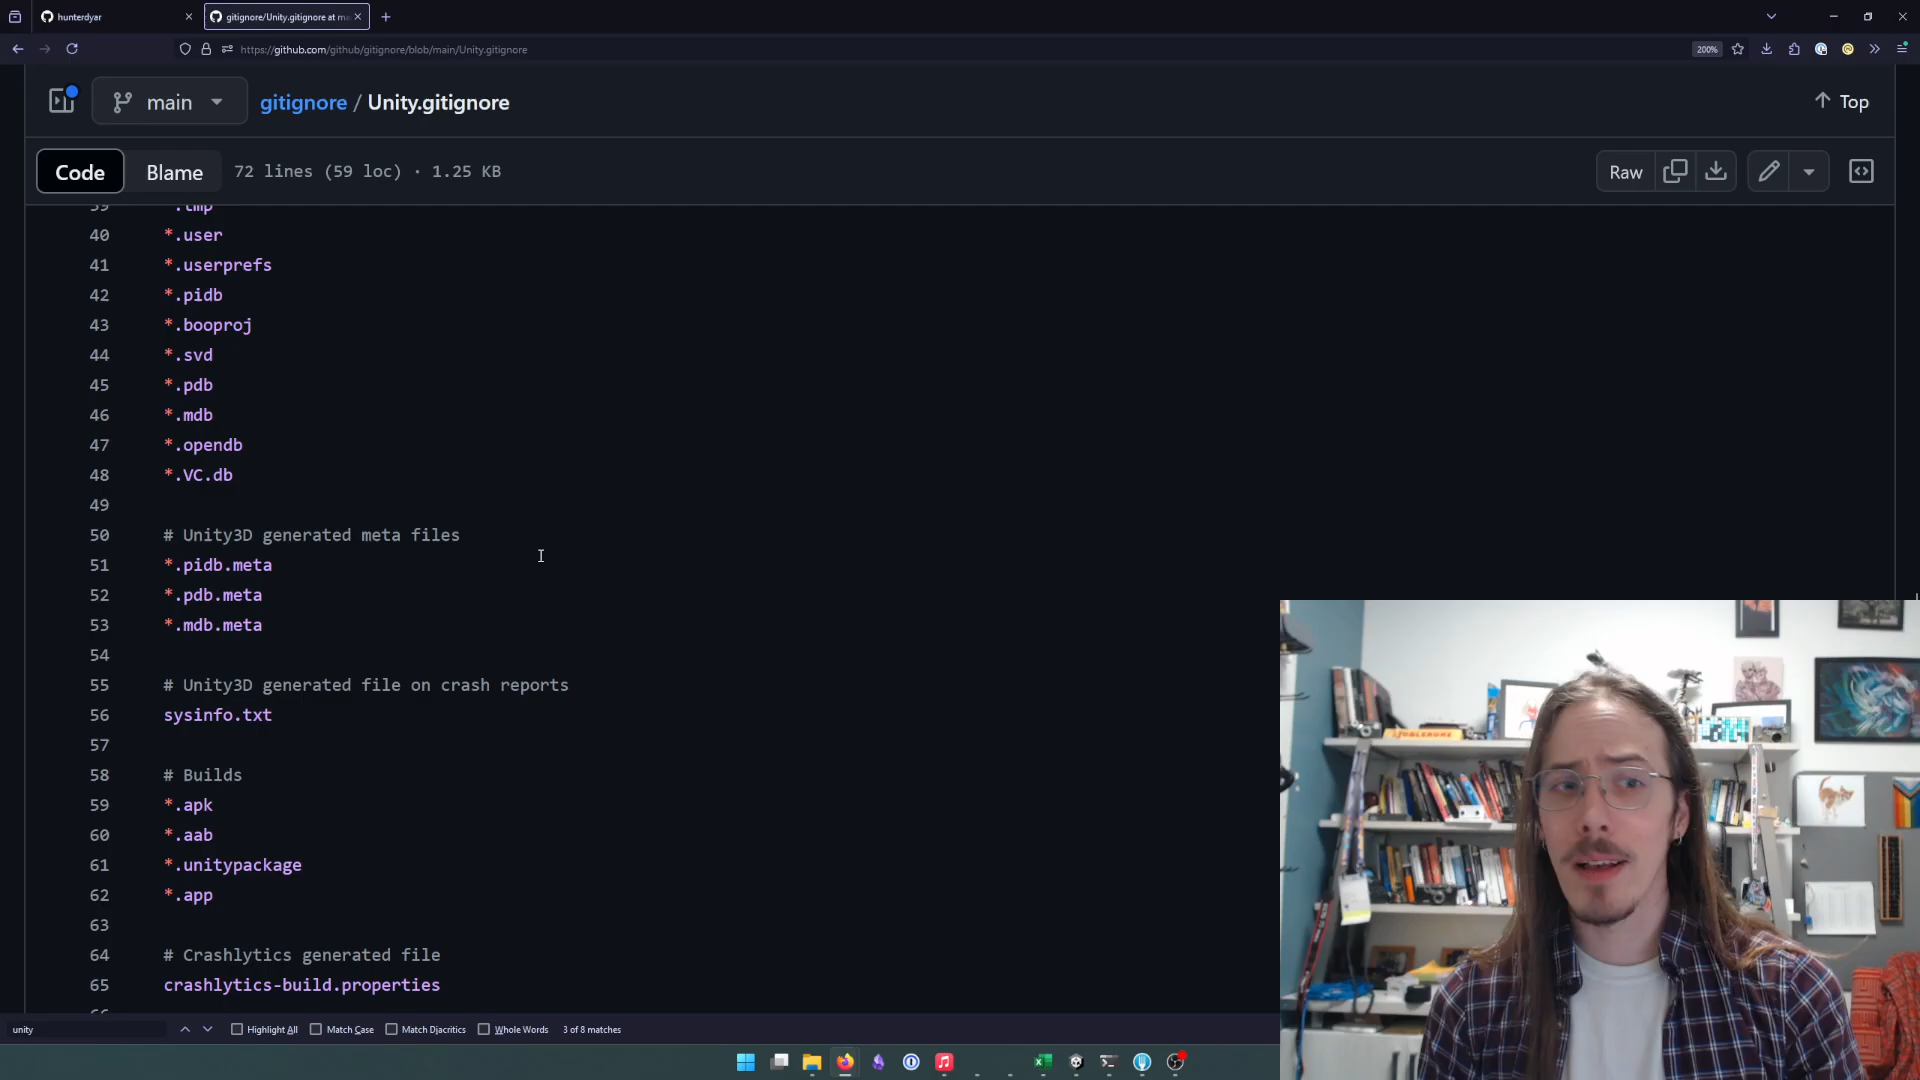 hunterdyar
gitignore/Unity.gitignore at ma
https://github.com/github/gitignore/blob/main/Unity.gitignore
200%
main
gitignore / Unity.gitignore
Top
Code
Blame
72 lines (59 loc) · 1.25 KB
Raw
39 *.tmp
40 *.user
41 *.userprefs
42 *.pidb
43 *.booproj
44 *.svd
45 *.pdb
46 *.mdb
47 *.opendb
48 *.VC.db
49
50 # Unity3D generated meta files
51 *.pidb.meta
52 *.pdb.meta
53 *.mdb.meta
54
55 # Unity3D generated file on crash reports
56 sysinfo.txt
57
58 # Builds
59 *.apk
60 *.aab
61 *.unitypackage
62 *.app
63
64 # Crashlytics generated file
65 crashlytics-build.properties
66
unity
Highlight All
Match Case
Match Diacritics
Whole Words
3 of 8 matches